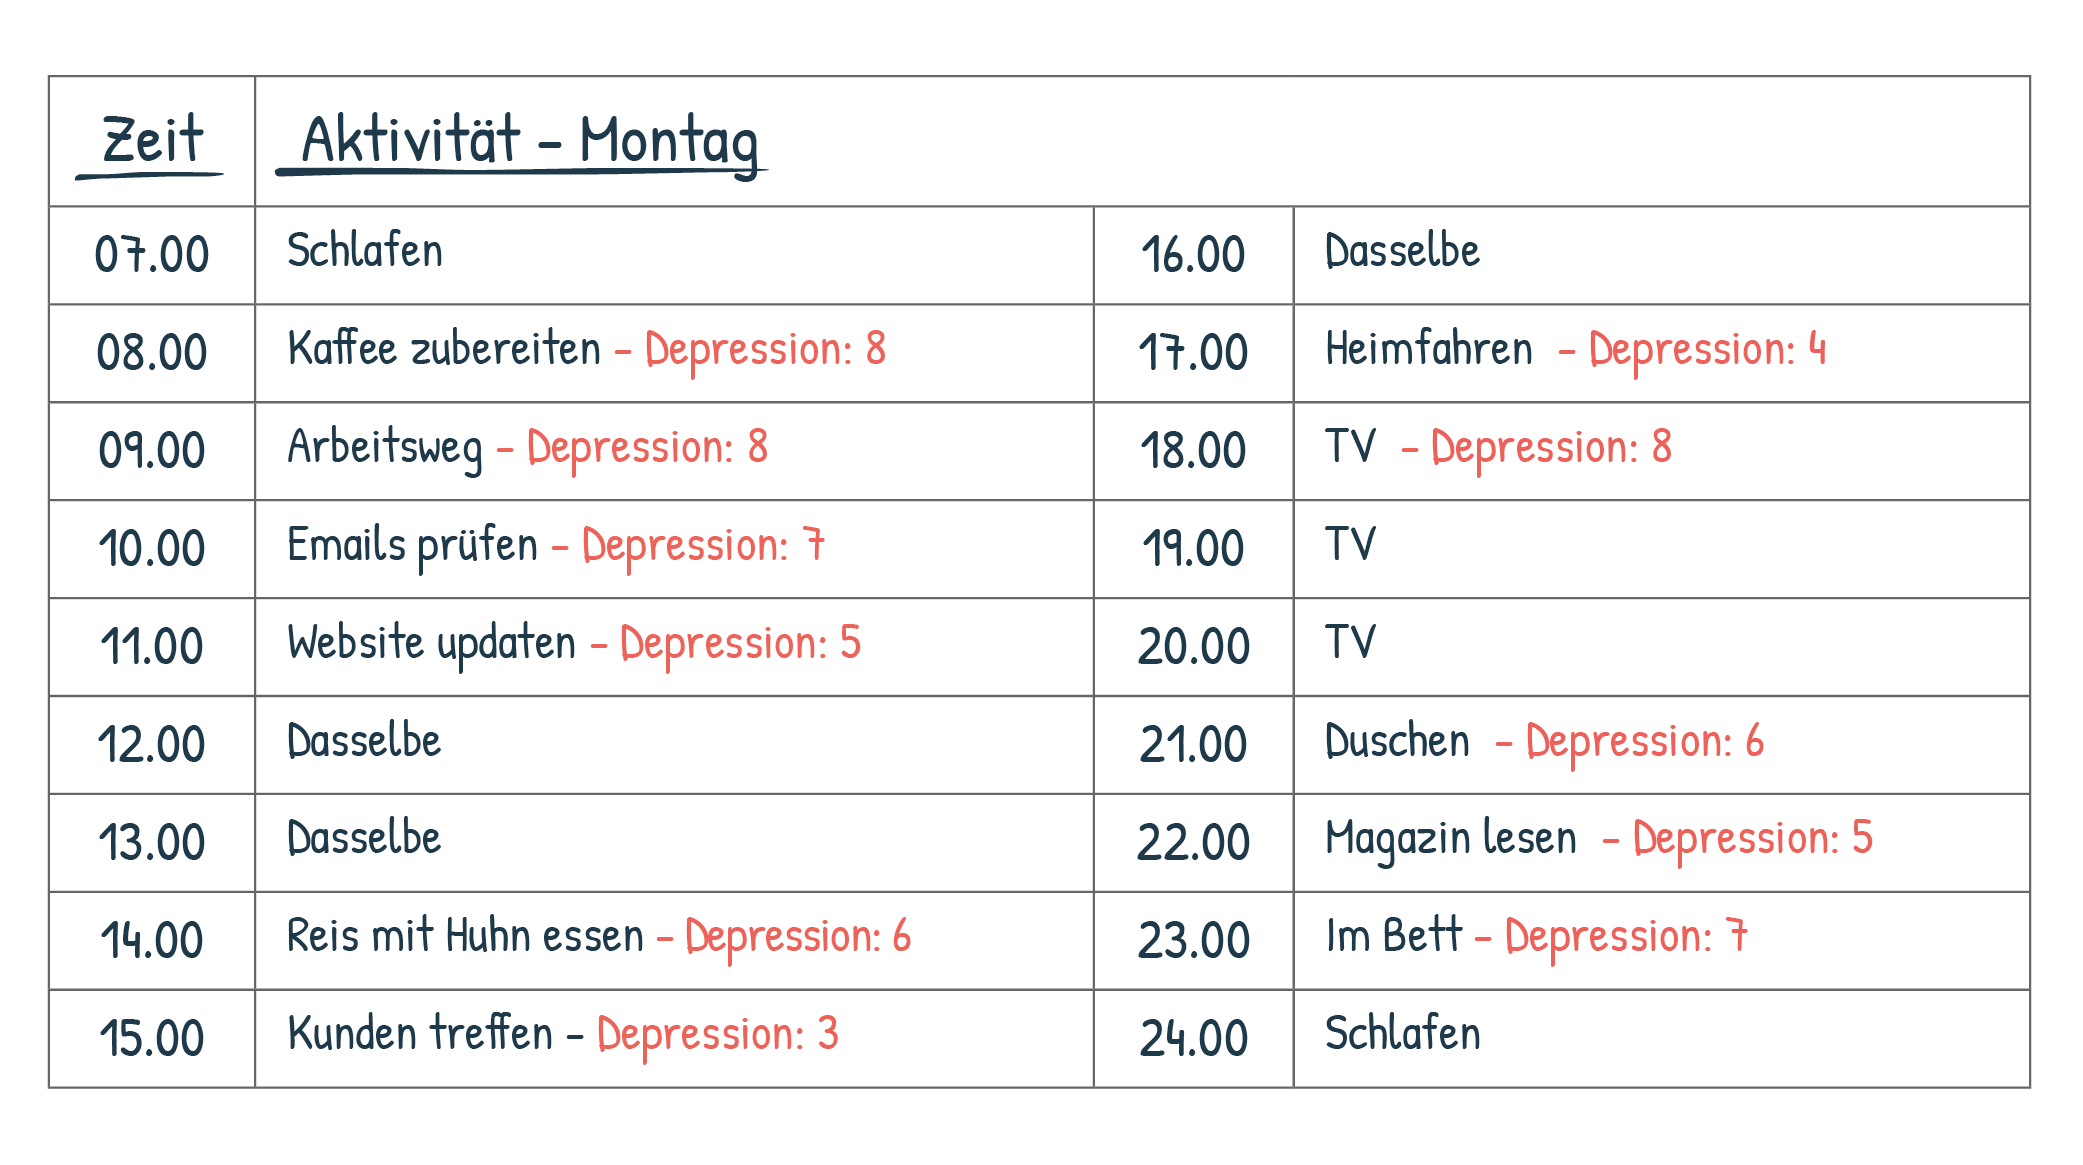 Zeit Aktivität - Montag
07.00 Schlafen
08.00 Kaffee zubereiten - Depression: 8
09.00 Arbeitsweg - Depression: 8
10.00 Emails prüfen - Depression: 7
11.00 Website updaten - Depression: 5
12.00 Dasselbe
13.00 Dasselbe
14.00 Reis mit Huhn essen - Depression: 6
15.00 Kunden treffen - Depression: 3
16.00 Dasselbe
17.00 Heimfahren - Depression: 4
18.00 TV - Depression: 8
19.00 TV
20.00 TV
21.00 Duschen - Depression: 6
22.00 Magazin lesen - Depression: 5
23.00 Im Bett - Depression: 7
24.00 Schlafen